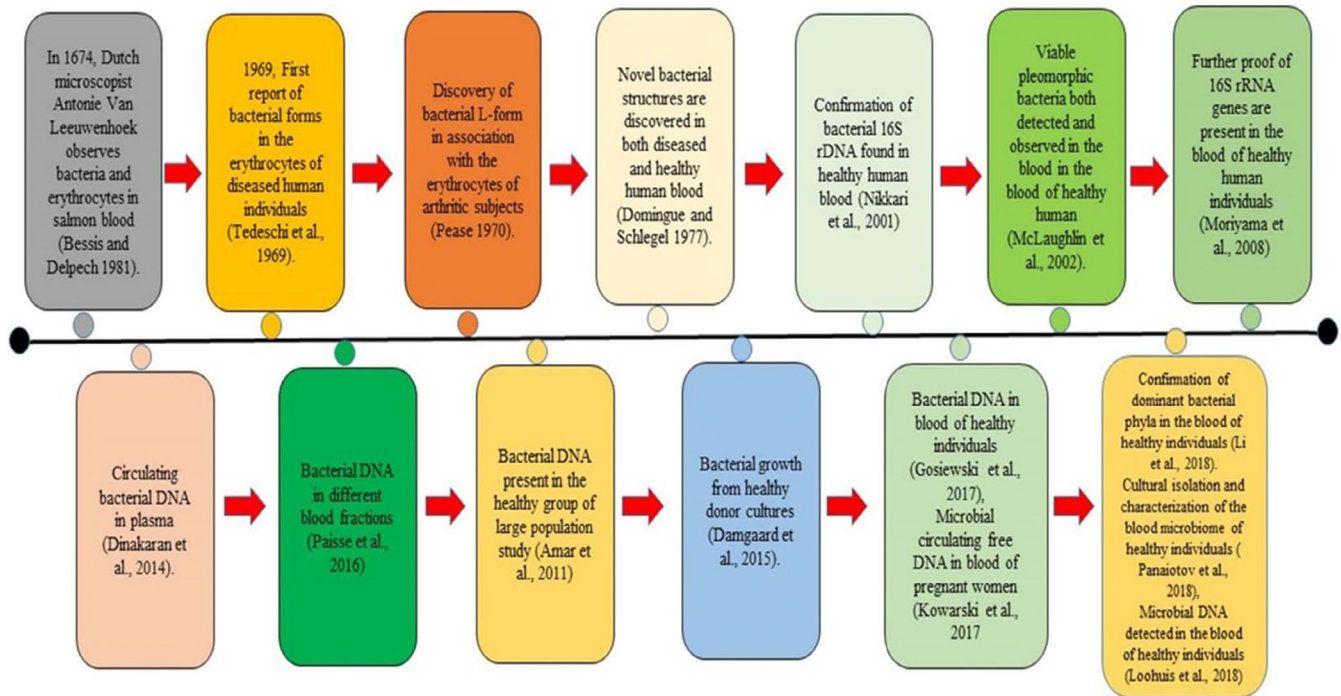 In 1674, Dutch
microscopist
Antonie Van
Leeuwenhoek
observes
bacteria and
erythrocytes in
salmon blood
(Bessis and
Delpech 1981).
1969, First
report of
bacterial forms
in the
erythrocytes of
diseased human
individuals
(Tedeschi et al.,
1969).
Discovery of
bacterial L-form
in association
with the
erythrocytes of
arthritic subjects
(Pease 1970).
Novel bacterial
structures are
discovered in
both diseased
and healthy
human blood
(Domingue and
Schlegel 1977).
Confirmation of
bacterial 16S
rDNA found in
healthy human
blood (Nikkari
et al., 2001)
Viable
pleomorphic
bacteria both
detected and
observed in the
blood in the
blood of healthy
human
(McLaughlin et
al., 2002).
Further proof of
16S rRNA
genes are
present in the
blood of healthy
human
individuals
(Moriyama et
al., 2008)
Circulating
bacterial DNA
in plasma
(Dinakaran et
al., 2014).
Bacterial DNA
in different
blood fractions
(Paisse et al.,
2016)
Bacterial DNA
present in the
healthy group of
large population
study (Amar et
al., 2011)
Bacterial growth
from healthy
donor cultures
(Damgaard et
al., 2015).
Bacterial DNA in
blood of healthy
individuals
(Gosiewski et al.,
2017),
Microbial
circulating free
DNA in blood of
pregnant women
(Kowarski et al.,
2017
Confirmation of
dominant bacterial
phyla in the blood of
healthy individuals (Li
et al., 2018).
Cultural isolation and
characterization of
the blood microbiome of
healthy individuals (
Panaiotov et al.,
2018),
Microbial DNA
detected in the blood
of healthy individuals
(Loohuis et al., 2018)